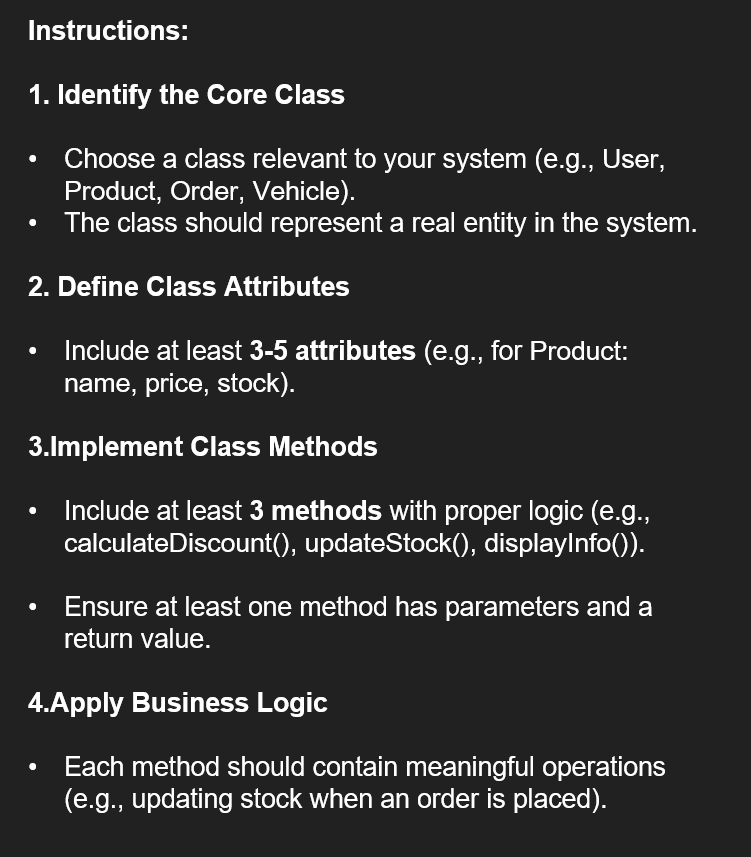 Instructions:
1. Identify the Core Class
• Choose a class relevant to your system (e.g., User,
Product, Order, Vehicle).
• The class should represent a real entity in the system.
2. Define Class Attributes
• Include at least 3-5 attributes (e.g., for Product:
name, price, stock).
3.Implement Class Methods
• Include at least 3 methods with proper logic (e.g.,
calculateDiscount(), updateStock(), displayInfo()).
• Ensure at least one method has parameters and a
return value.
4.Apply Business Logic
• Each method should contain meaningful operations
(e.g., updating stock when an order is placed).